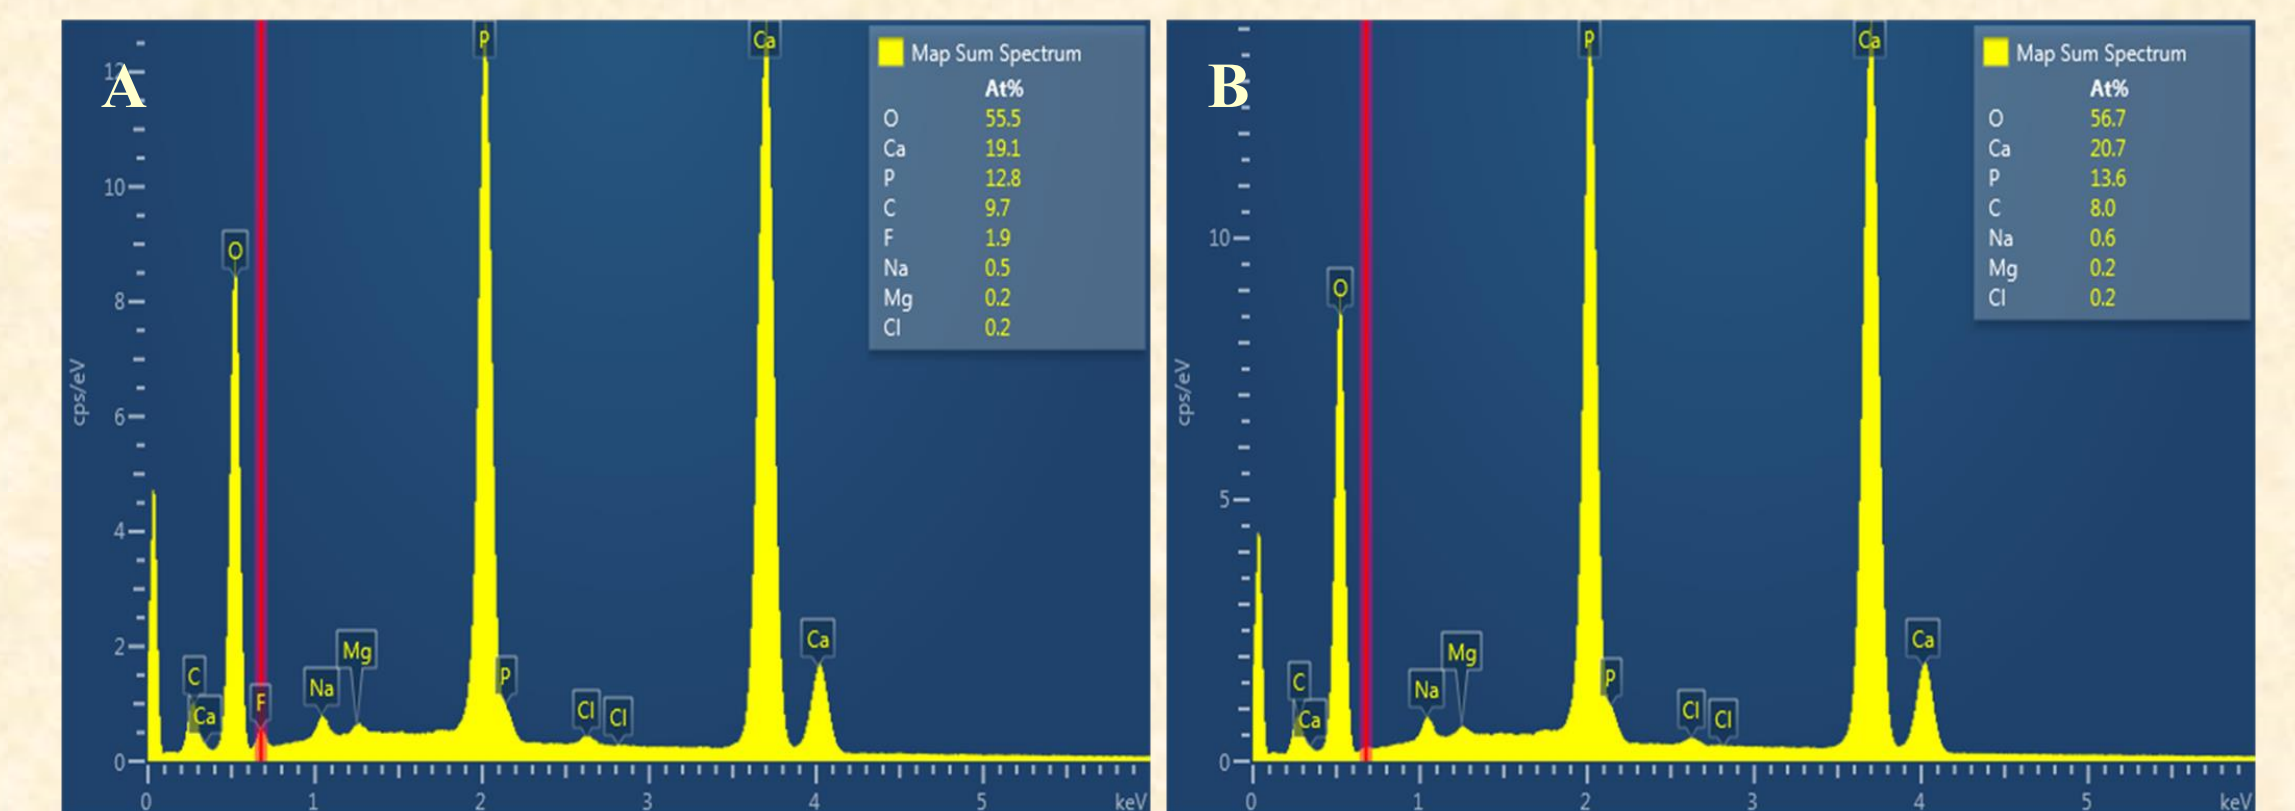 A
Map Sum Spectrum
At%
O 55.5
Ca 19.1
P 12.8
C 9.7
F 1.9
Na 0.5
Mg 0.2
Cl 0.2
P
Ca
O
C
Ca
F
Na
Mg
P
Cl
Cl
Ca
cps/eV
12
10
8
6
4
2
0
0 1 2 3 4 5 keV
B
Map Sum Spectrum
At%
O 56.7
Ca 20.7
P 13.6
C 8.0
Na 0.6
Mg 0.2
Cl 0.2
P
Ca
O
C
Ca
Na
Mg
P
Cl
Cl
Ca
cps/eV
10
5
0
0 1 2 3 4 5 keV